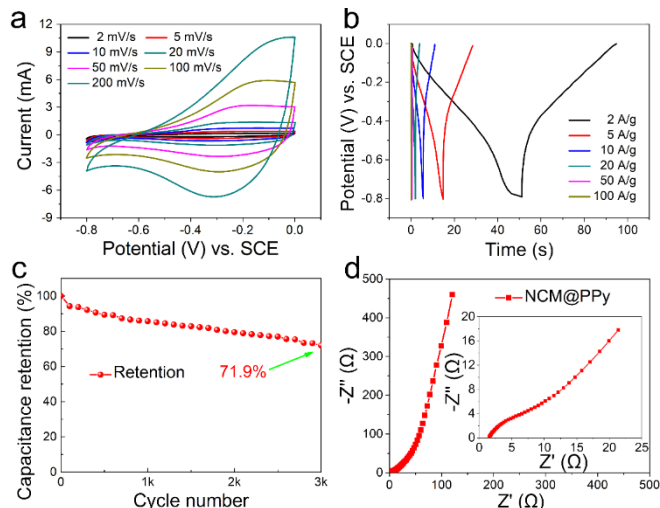 a
2 mV/s
5 mV/s
10 mV/s
20 mV/s
50 mV/s
100 mV/s
200 mV/s
12
9
6
3
0
-3
-6
-9
Current (mA)
-0.8
-0.6
-0.4
-0.2
0.0
Potential (V) vs. SCE
b
0.0
-0.2
-0.4
-0.6
-0.8
Potential (V) vs. SCE
2 A/g
5 A/g
10 A/g
20 A/g
50 A/g
100 A/g
0
20
40
60
80
100
Time (s)
c
120
100
80
60
40
20
0
Capacitance retention (%)
Retention
71.9%
0
1k
2k
3k
Cycle number
d
500
400
300
200
100
0
-Z" (Ω)
NCM@PPy
20
16
12
8
4
0
-Z" (Ω)
0
5
10
15
20
25
Z' (Ω)
0
100
200
300
400
500
Z' (Ω)